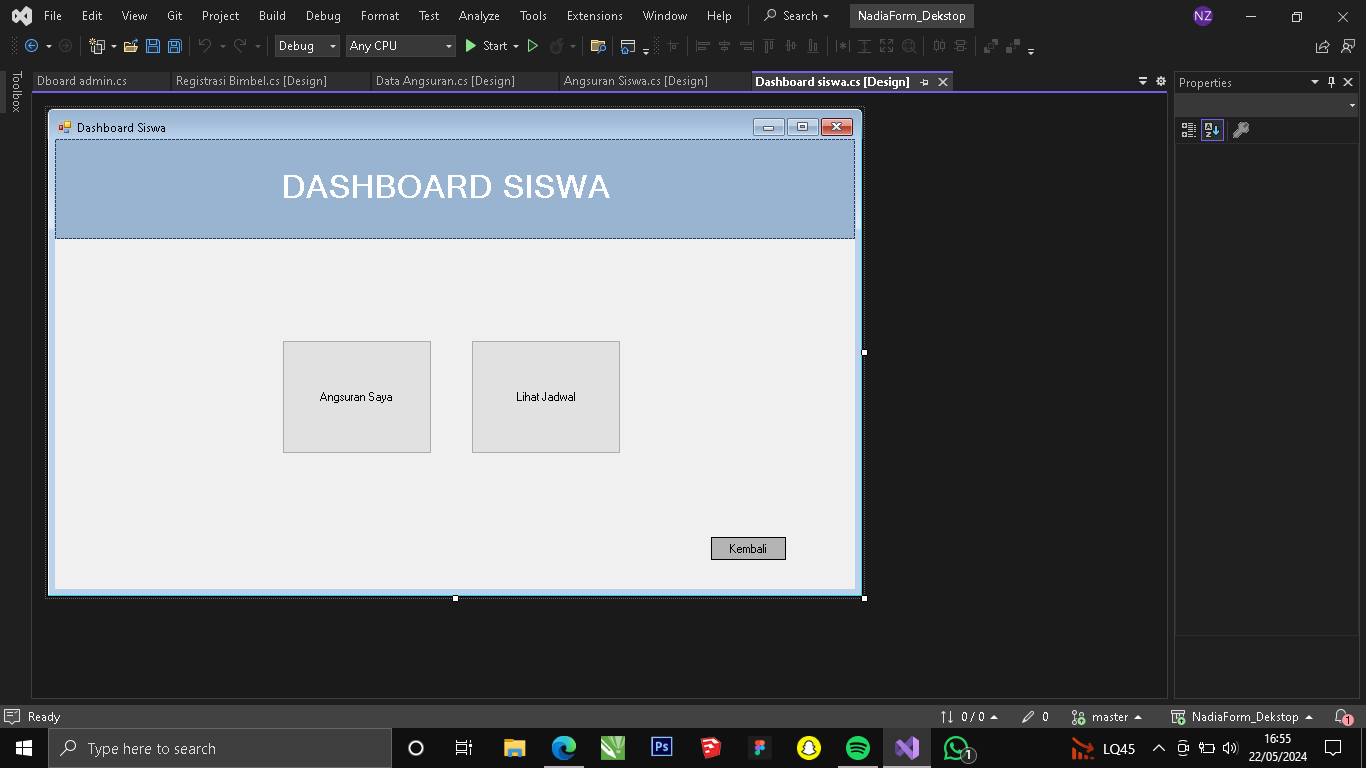 File Edit View Git Project Build Debug Format Test Analyze Tools Extensions Window Help Search NadiaForm_Dekstop NZ
Debug Any CPU Start
Toolbox
Dboard admin.cs Registrasi Bimbel.cs [Design] Data Angsuran.cs [Design] Angsuran Siswa.cs [Design] Dashboard siswa.cs [Design] Properties
Dashboard Siswa
DASHBOARD SISWA
Angsuran Saya Lihat Jadwal
Kembali
Ready 0 / 0 0 master NadiaForm_Dekstop 1
Type here to search Ps 1 LQ45 16:55
22/05/2024